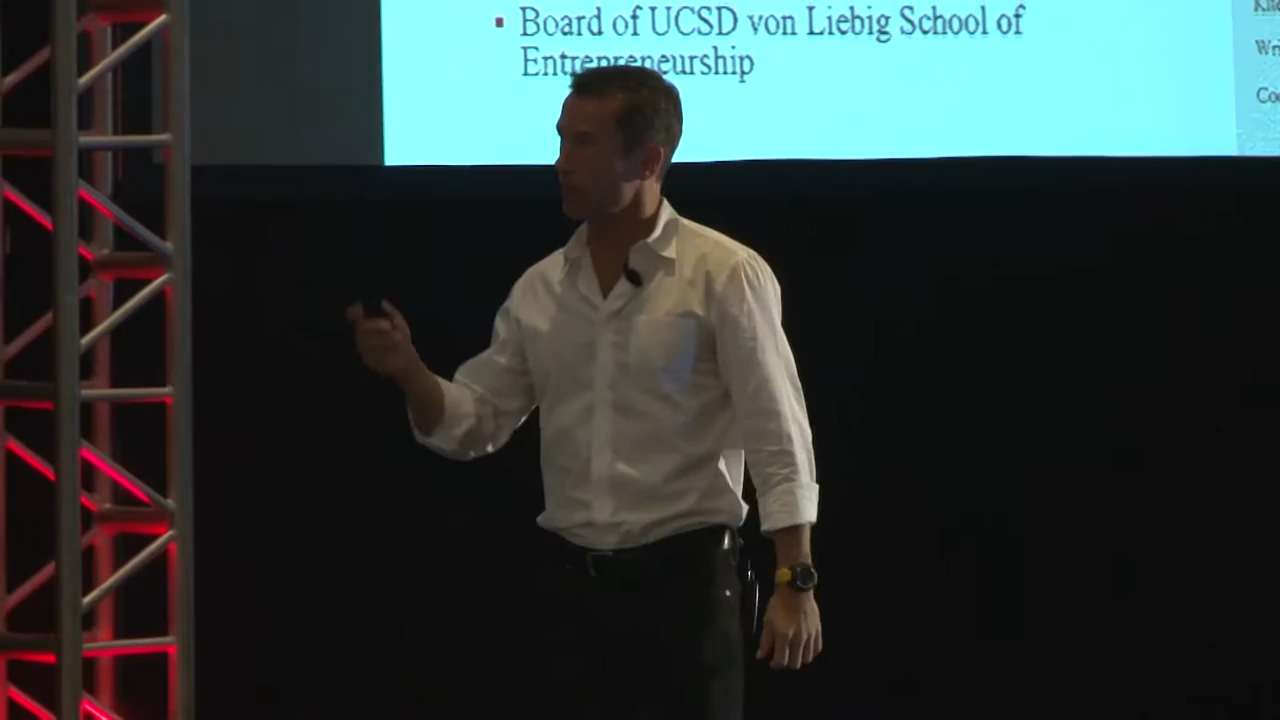 ▪ Board of UCSD von Liebig School of
Entrepreneurship